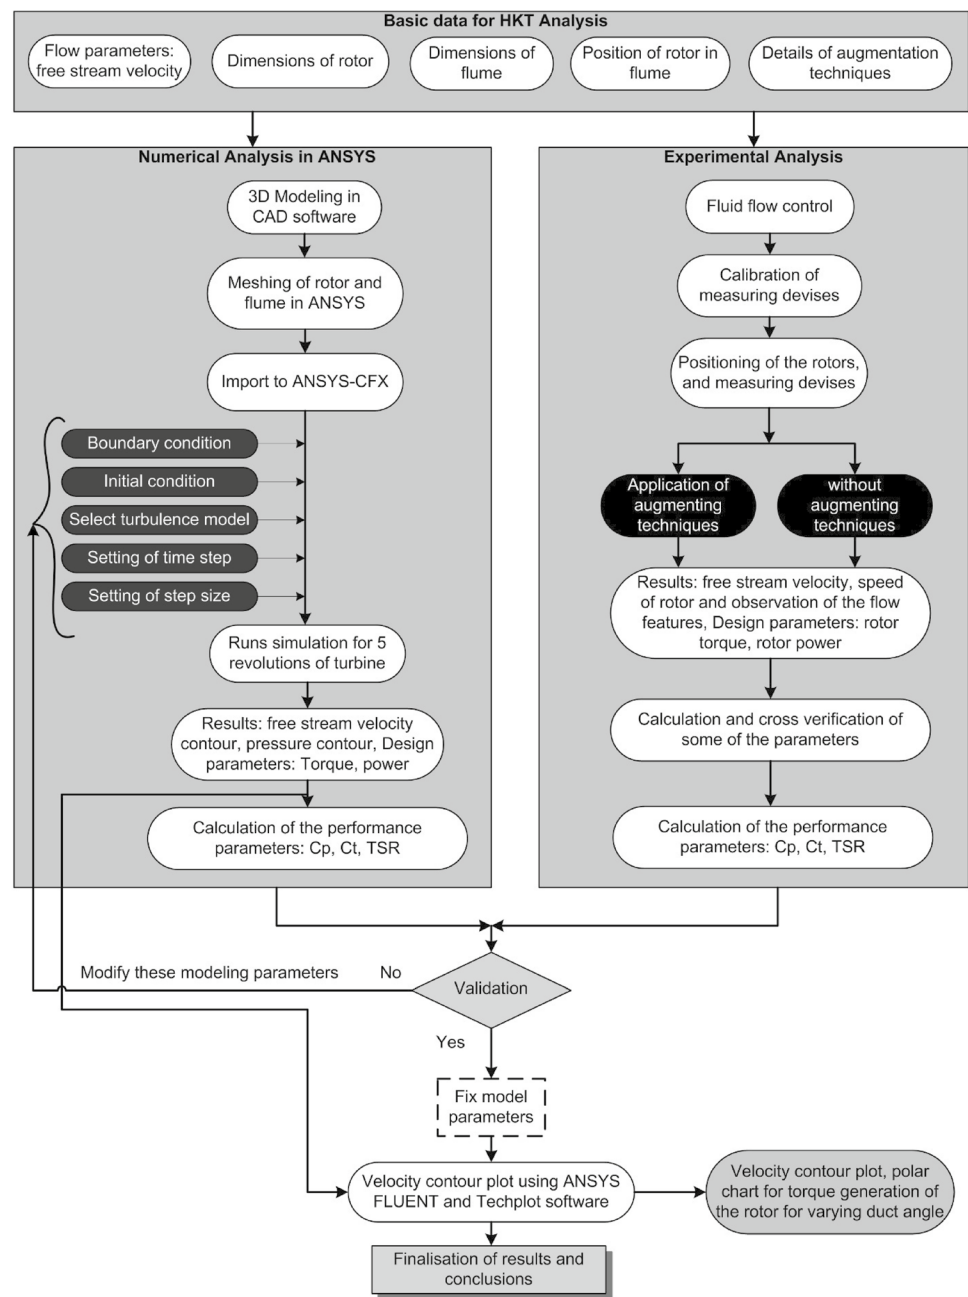 Basic data for HKT Analysis
Flow parameters:
free stream velocity
Dimensions of rotor
Dimensions of
flume
Position of rotor in
flume
Details of augmentation
techniques
Numerical Analysis in ANSYS
3D Modeling in
CAD software
Meshing of rotor and
flume in ANSYS
Import to ANSYS-CFX
Boundary condition
Initial condition
Select turbulence model
Setting of time step
Setting of step size
Runs simulation for 5
revolutions of turbine
Results: free stream velocity
contour, pressure contour, Design
parameters: Torque, power
Calculation of the performance
parameters: Cp, Ct, TSR
Experimental Analysis
Fluid flow control
Calibration of
measuring devises
Positioning of the rotors,
and measuring devises
Application of
augmenting
techniques
without
augmenting
techniques
Results: free stream velocity, speed
of rotor and observation of the flow
features, Design parameters: rotor
torque, rotor power
Calculation and cross verification of
some of the parameters
Calculation of the performance
parameters: Cp, Ct, TSR
Modify these modeling parameters
No
Validation
Yes
Fix model
parameters
Velocity contour plot using ANSYS
FLUENT and Techplot software
Velocity contour plot, polar
chart for torque generation of
the rotor for varying duct angle
Finalisation of results and
conclusions